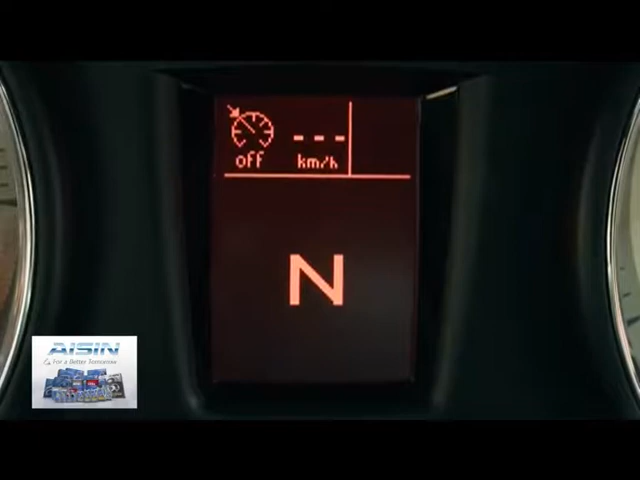 off
--- km/h
N
AISIN
For a Better Tomorrow